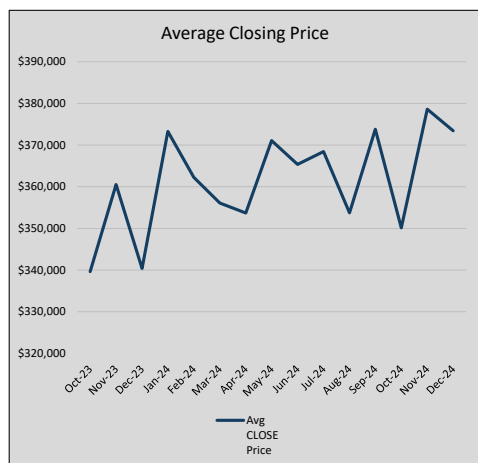 Average Closing Price
$390,000
$380,000
$370,000
$360,000
$350,000
$340,000
$330,000
$320,000
Oct-23
Nov-23
Dec-23
Jan-24
Feb-24
Mar-24
Apr-24
May-24
Jun-24
Jul-24
Aug-24
Sep-24
Oct-24
Nov-24
Dec-24
Avg
CLOSE
Price